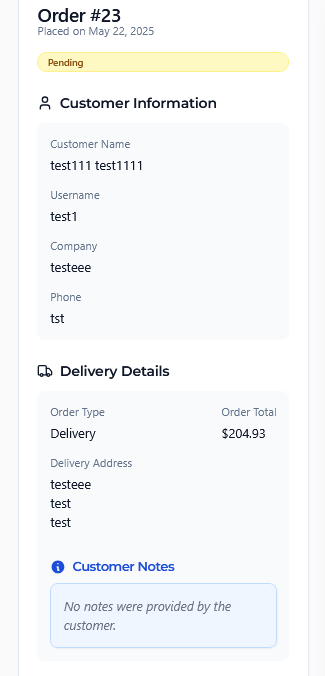 Order #23
Placed on May 22, 2025
Pending
Customer Information
Customer Name
test111 test1111
Username
test1
Company
testeee
Phone
tst
Delivery Details
Order Type Order Total
Delivery $204.93
Delivery Address
testeee
test
test
Customer Notes
No notes were provided by the
customer.